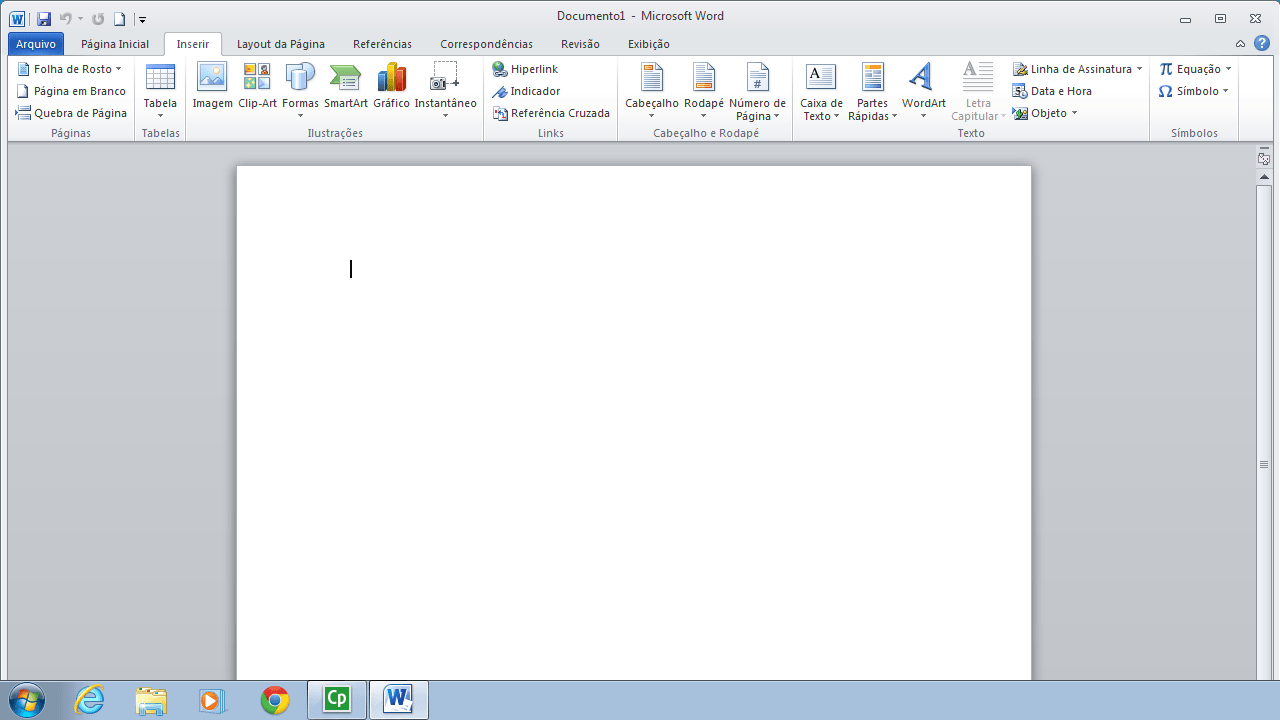 Documento1 - Microsoft Word
Arquivo Página Inicial Inserir Layout da Página Referências Correspondências Revisão Exibição
Folha de Rosto
Página em Branco
Quebra de Página
Páginas
Tabela
Tabelas
Imagem Clip-Art Formas SmartArt Gráfico Instantâneo
Ilustrações
Hiperlink
Indicador
Referência Cruzada
Links
Cabeçalho Rodapé Número de
Página
Cabeçalho e Rodapé
Caixa de
Texto
Partes
Rápidas
WordArt
Letra
Capitular
Linha de Assinatura
Data e Hora
Objeto
Texto
π Equação
Ω Símbolo
Símbolos
Cp
W